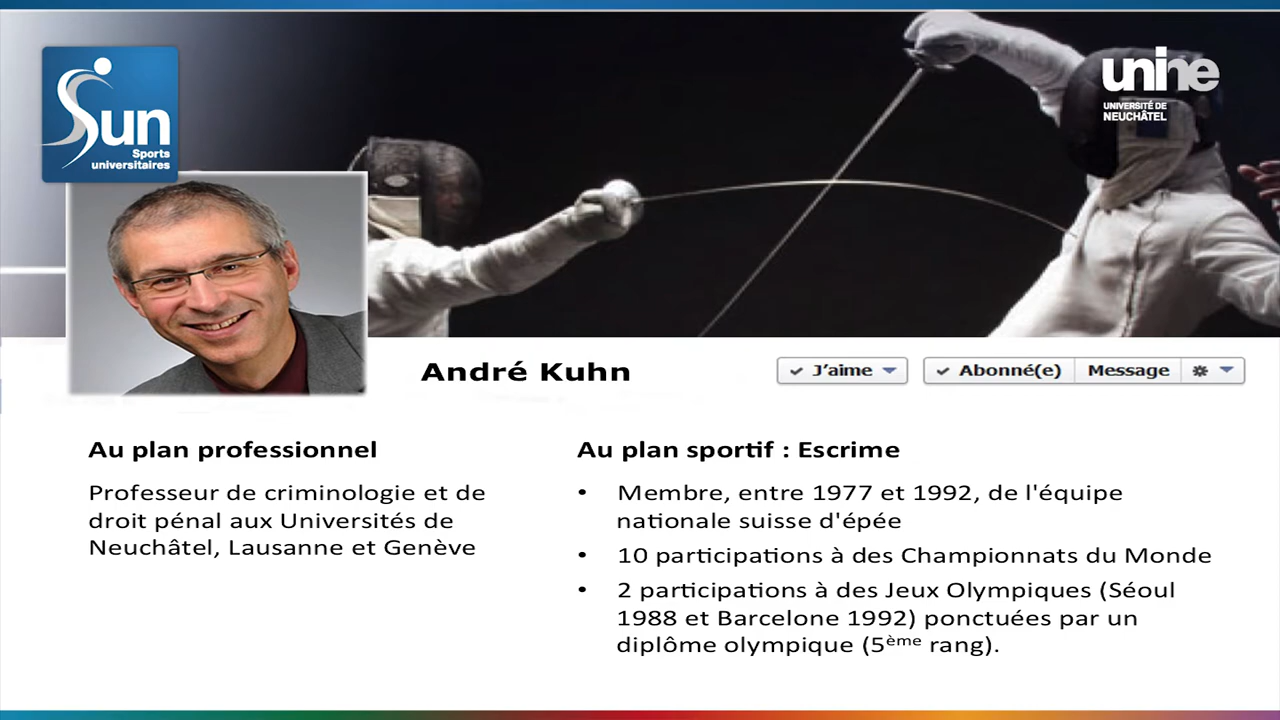 Sun
Sports
universitaires
unine
UNIVERSITÉ DE
NEUCHÂTEL
André Kuhn
J'aime
Abonné(e)
Message
Au plan professionnel
Professeur de criminologie et de
droit pénal aux Universités de
Neuchâtel, Lausanne et Genève
Au plan sportif : Escrime
• Membre, entre 1977 et 1992, de l'équipe
nationale suisse d'épée
• 10 participations à des Championnats du Monde
• 2 participations à des Jeux Olympiques (Séoul
1988 et Barcelone 1992) ponctuées par un
diplôme olympique (5ème rang).